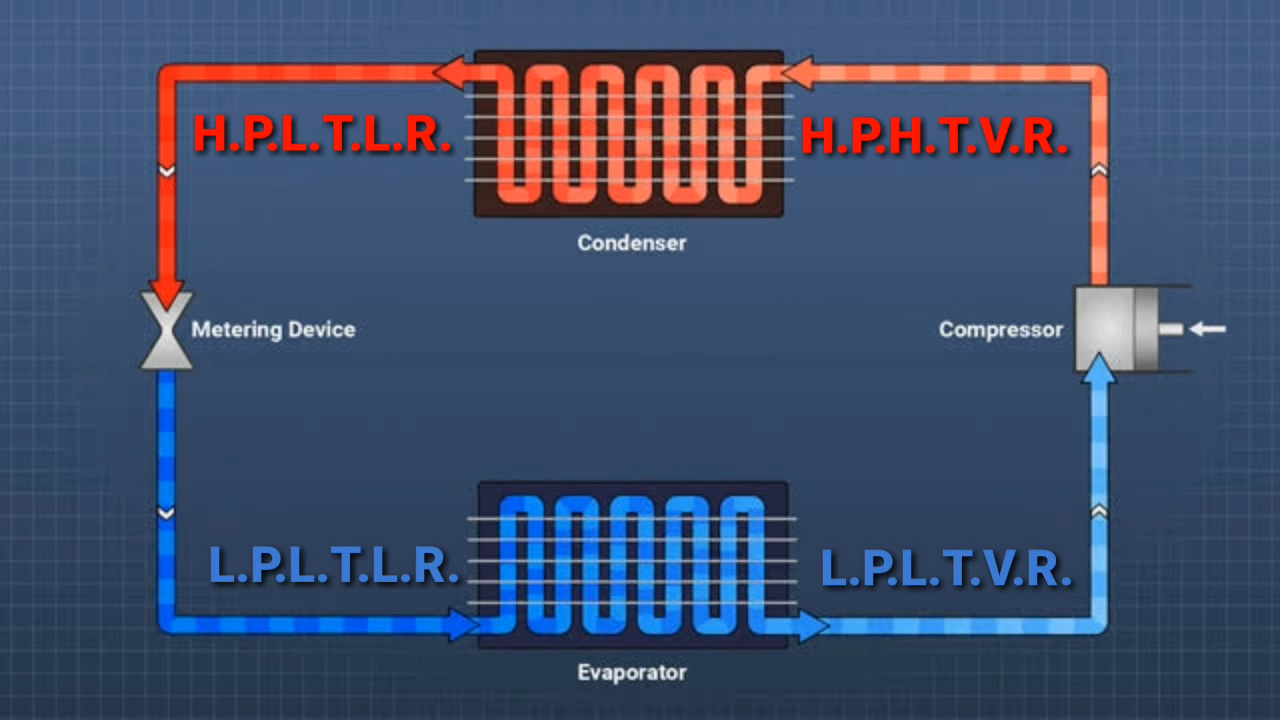 H.P.L.T.L.R.
H.P.H.T.V.R.
Condenser
Metering Device
Compressor
L.P.L.T.L.R.
L.P.L.T.V.R.
Evaporator